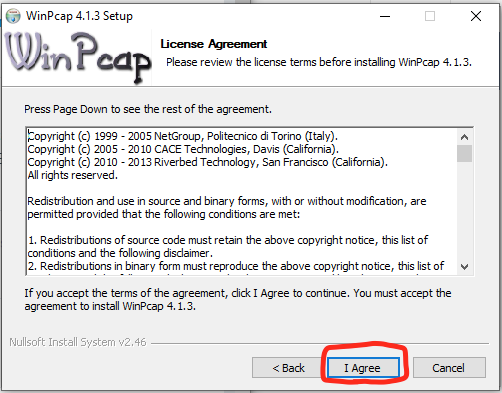 WinPcap 4.1.3 Setup
WinPcap
License Agreement
Please review the license terms before installing WinPcap 4.1.3.
Press Page Down to see the rest of the agreement.
Copyright (c) 1999 - 2005 NetGroup, Politecnico di Torino (Italy).
Copyright (c) 2005 - 2010 CACE Technologies, Davis (California).
Copyright (c) 2010 - 2013 Riverbed Technology, San Francisco (California).
All rights reserved.
Redistribution and use in source and binary forms, with or without modification, are
permitted provided that the following conditions are met:
1. Redistributions of source code must retain the above copyright notice, this list of
conditions and the following disclaimer.
2. Redistributions in binary form must reproduce the above copyright notice, this list of
If you accept the terms of the agreement, click I Agree to continue. You must accept the
agreement to install WinPcap 4.1.3.
Nullsoft Install System v2.46
< Back
I Agree
Cancel